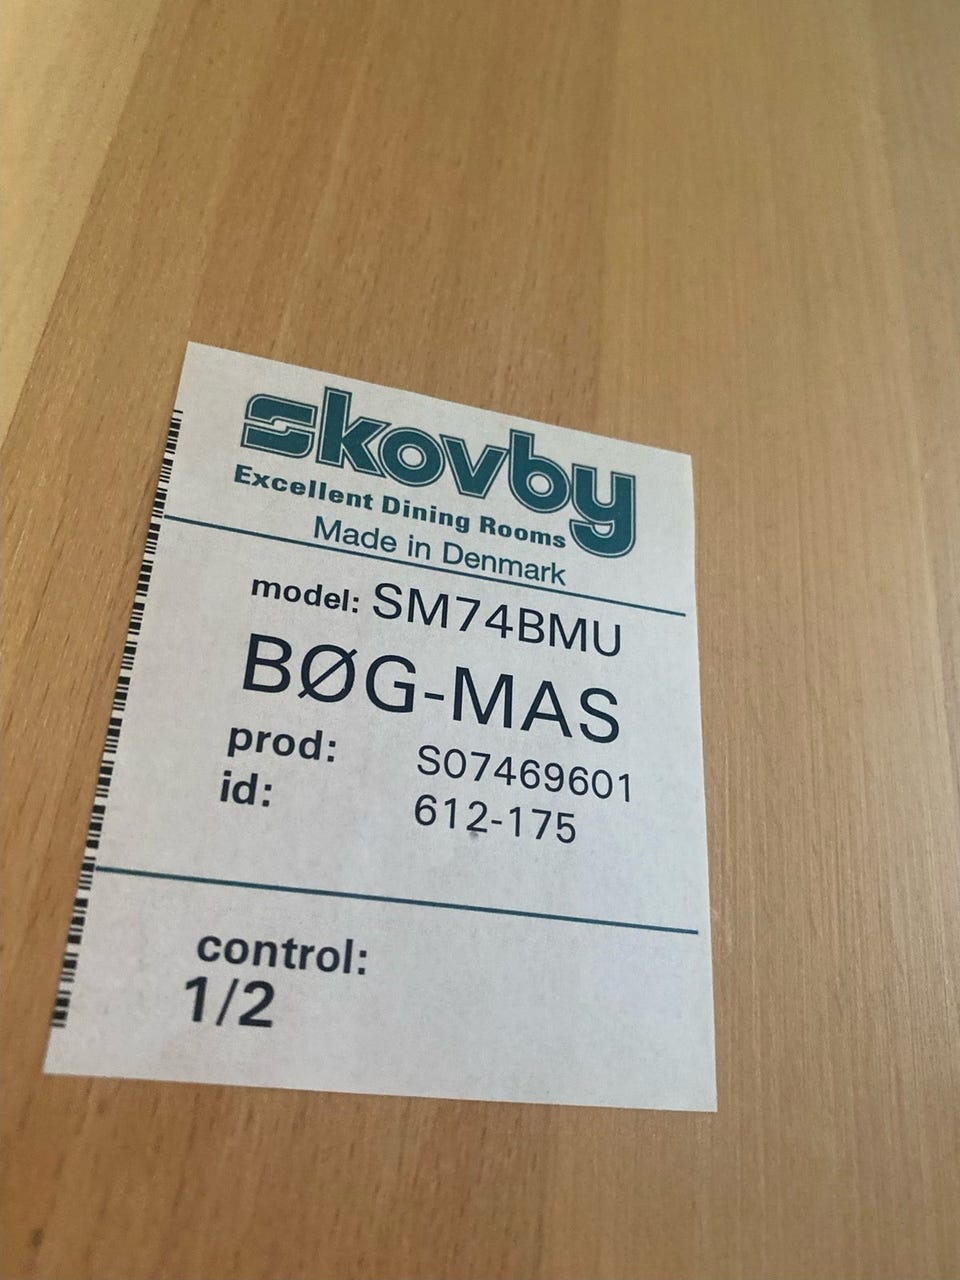 skovby
Excellent Dining Rooms
Made in Denmark
model: SM74BMU
BØG-MAS
prod: S07469601
id: 612-175
control:
1/2